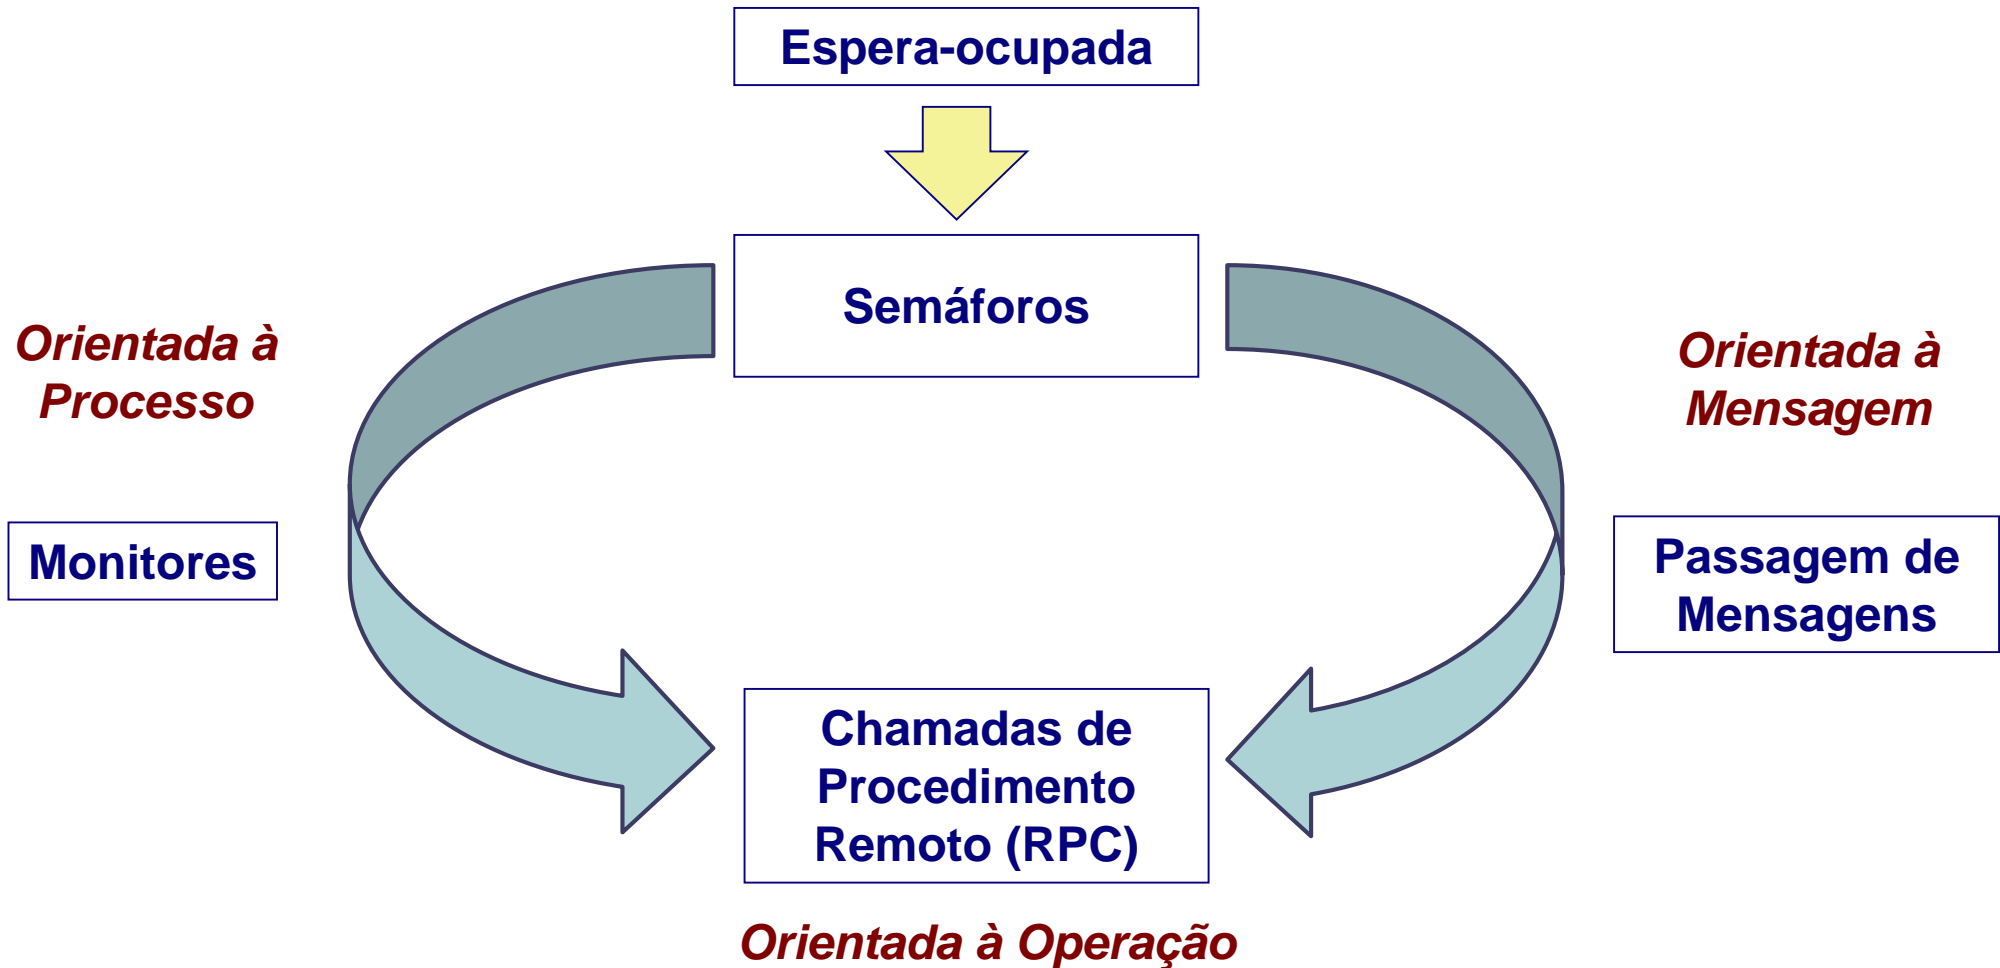 Espera-ocupada
Semáforos
Orientada à
Processo
Orientada à
Mensagem
Monitores
Passagem de
Mensagens
Chamadas de
Procedimento
Remoto (RPC)
Orientada à Operação